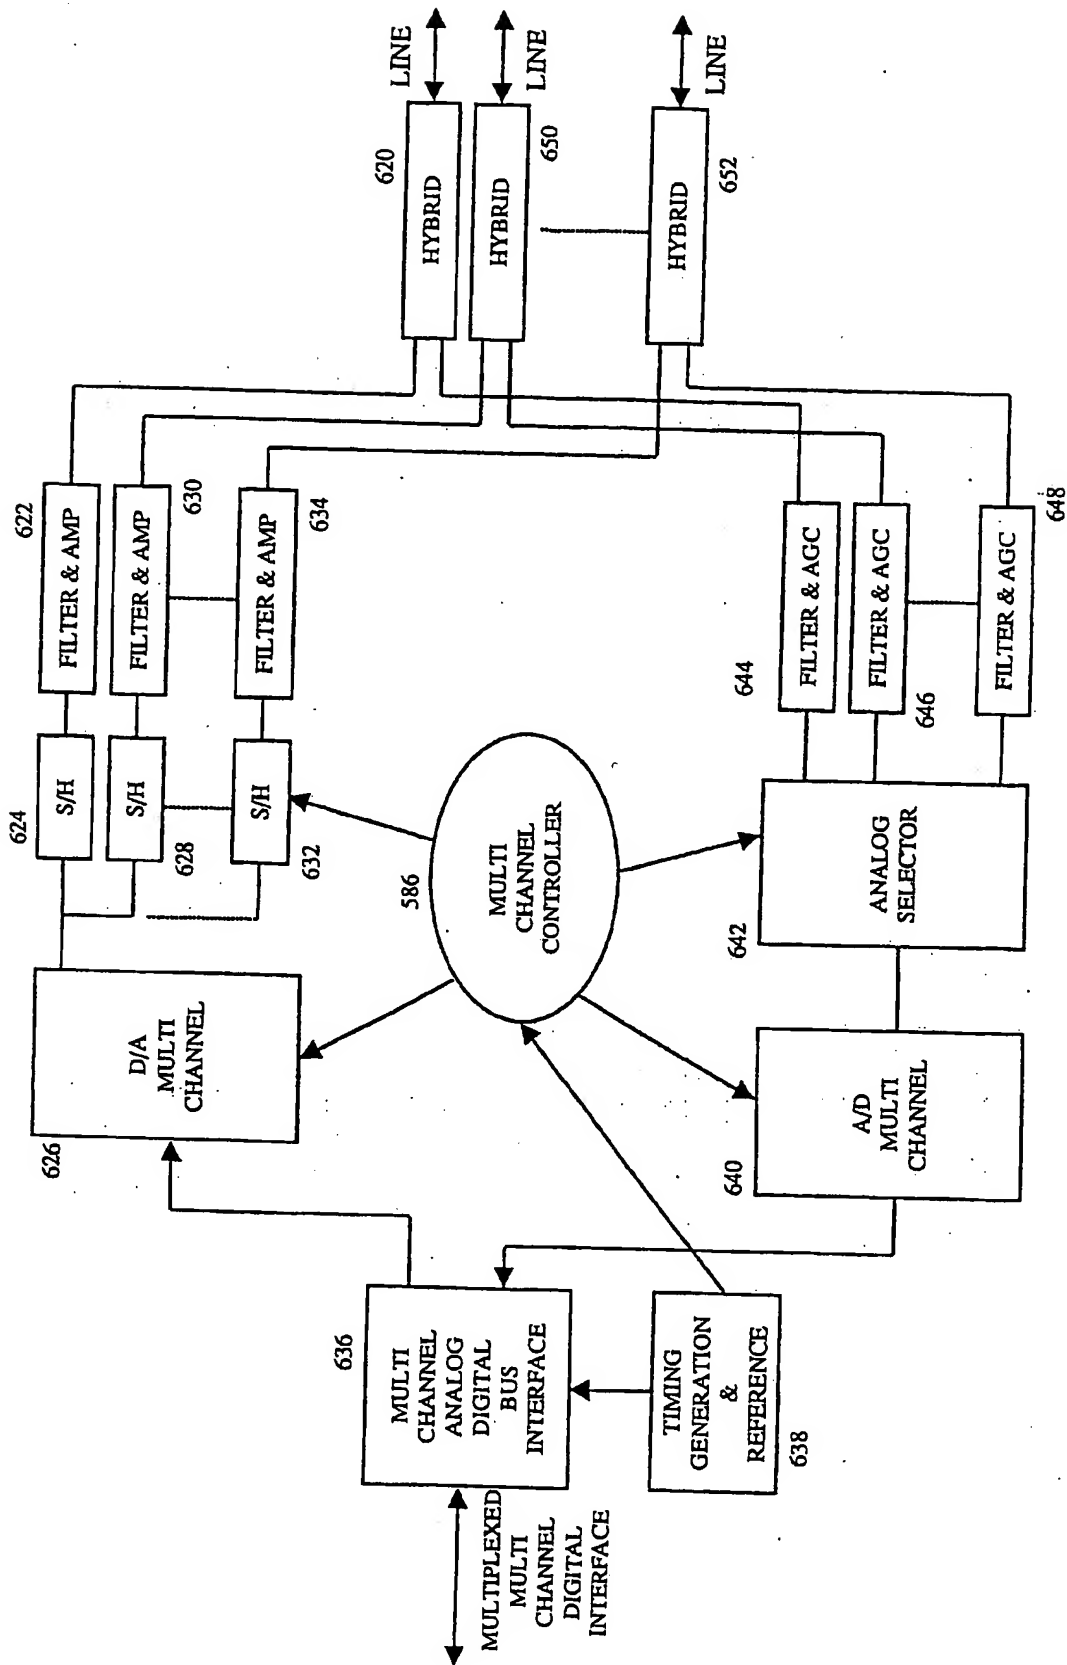 MULTIPLEXED
MULTI
CHANNEL
DIGITAL
INTERFACE
636
MULTI
CHANNEL
ANALOG
DIGITAL
BUS
INTERFACE
TIMING
GENERATION
&
REFERENCE
638
626
D/A
MULTI
CHANNEL
640
A/D
MULTI
CHANNEL
586
MULTI
CHANNEL
CONTROLLER
642
ANALOG
SELECTOR
624
S/H
S/H
628
S/H
632
622
FILTER & AMP
FILTER & AMP
630
FILTER & AMP
634
644
FILTER & AGC
FILTER & AGC
646
FILTER & AGC
648
620
HYBRID
HYBRID
650
HYBRID
652
LINE
LINE
LINE